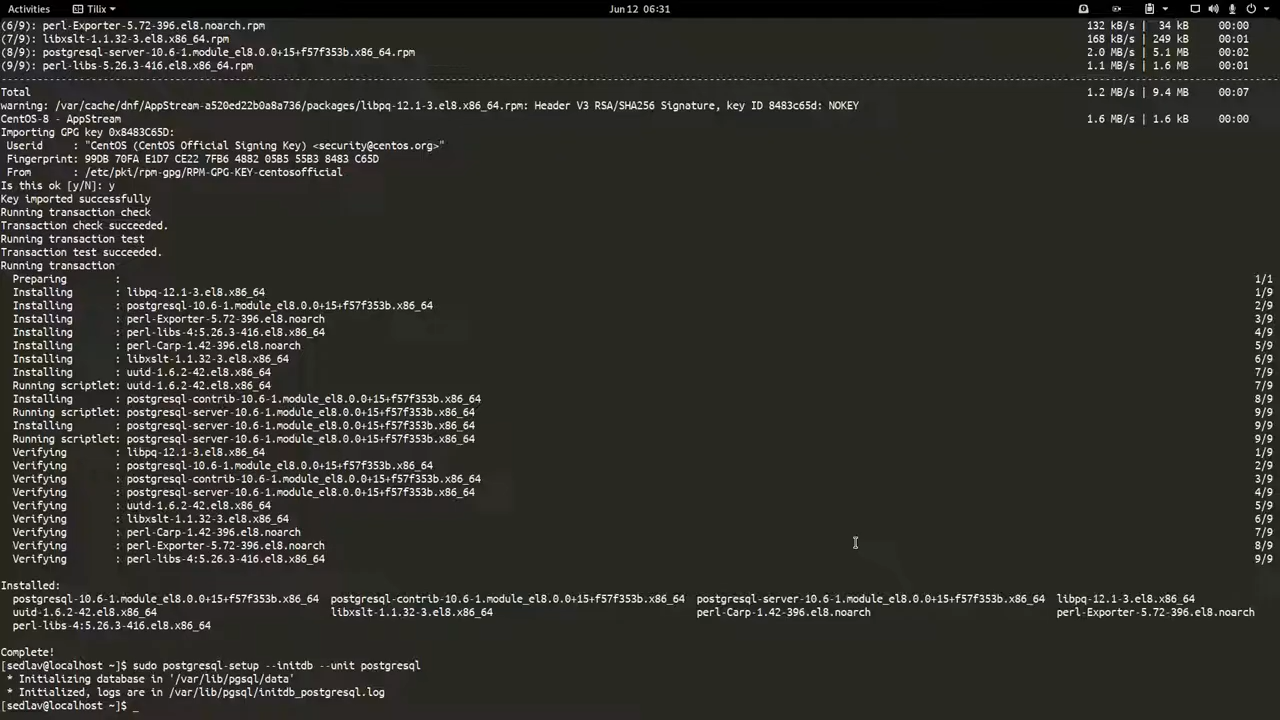 Activities
Tilix
Jun 12 06:31
(6/9): perl-Exporter-5.72-396.el8.noarch.rpm 132 kB/s | 34 kB 00:00
(7/9): libxslt-1.1.32-3.el8.x86_64.rpm 168 kB/s | 249 kB 00:01
(8/9): postgresql-server-10.6-1.module_el8.0.0+15+f57f353b.x86_64.rpm 2.0 MB/s | 5.1 MB 00:02
(9/9): perl-libs-5.26.3-416.el8.x86_64.rpm 1.1 MB/s | 1.6 MB 00:01
--------------------------------------------------------------------------------
Total 1.2 MB/s | 9.4 MB 00:07
warning: /var/cache/dnf/AppStream-a520ed22b0a8a736/packages/libpq-12.1-3.el8.x86_64.rpm: Header V3 RSA/SHA256 Signature, key ID 8483c65d: NOKEY
CentOS-8 - AppStream 1.6 MB/s | 1.6 kB 00:00
Importing GPG key 0x8483C65D:
Userid : "CentOS (CentOS Official Signing Key) <security@centos.org>"
Fingerprint: 99DB 70FA E1D7 CE22 7FB6 4882 05B5 55B3 8483 C65D
From : /etc/pki/rpm-gpg/RPM-GPG-KEY-centosofficial
Is this ok [y/N]: y
Key imported successfully
Running transaction check
Transaction check succeeded.
Running transaction test
Transaction test succeeded.
Running transaction
Preparing : 1/1
Installing : libpq-12.1-3.el8.x86_64 1/9
Installing : postgresql-10.6-1.module_el8.0.0+15+f57f353b.x86_64 2/9
Installing : perl-Exporter-5.72-396.el8.noarch 3/9
Installing : perl-libs-4:5.26.3-416.el8.x86_64 4/9
Installing : perl-Carp-1.42-396.el8.noarch 5/9
Installing : libxslt-1.1.32-3.el8.x86_64 6/9
Installing : uuid-1.6.2-42.el8.x86_64 7/9
Running scriptlet: uuid-1.6.2-42.el8.x86_64 7/9
Installing : postgresql-contrib-10.6-1.module_el8.0.0+15+f57f353b.x86_64 8/9
Running scriptlet: postgresql-server-10.6-1.module_el8.0.0+15+f57f353b.x86_64 9/9
Installing : postgresql-server-10.6-1.module_el8.0.0+15+f57f353b.x86_64 9/9
Running scriptlet: postgresql-server-10.6-1.module_el8.0.0+15+f57f353b.x86_64 9/9
Verifying : libpq-12.1-3.el8.x86_64 1/9
Verifying : postgresql-10.6-1.module_el8.0.0+15+f57f353b.x86_64 2/9
Verifying : postgresql-contrib-10.6-1.module_el8.0.0+15+f57f353b.x86_64 3/9
Verifying : postgresql-server-10.6-1.module_el8.0.0+15+f57f353b.x86_64 4/9
Verifying : uuid-1.6.2-42.el8.x86_64 5/9
Verifying : libxslt-1.1.32-3.el8.x86_64 6/9
Verifying : perl-Carp-1.42-396.el8.noarch 7/9
Verifying : perl-Exporter-5.72-396.el8.noarch 8/9
Verifying : perl-libs-4:5.26.3-416.el8.x86_64 9/9
Installed:
postgresql-10.6-1.module_el8.0.0+15+f57f353b.x86_64 postgresql-contrib-10.6-1.module_el8.0.0+15+f57f353b.x86_64 postgresql-server-10.6-1.module_el8.0.0+15+f57f353b.x86_64 libpq-12.1-3.el8.x86_64
uuid-1.6.2-42.el8.x86_64 libxslt-1.1.32-3.el8.x86_64 perl-Carp-1.42-396.el8.noarch perl-Exporter-5.72-396.el8.noarch
perl-libs-4:5.26.3-416.el8.x86_64
Complete!
[sedlav@localhost ~]$ sudo postgresql-setup --initdb --unit postgresql
* Initializing database in '/var/lib/pgsql/data'
* Initialized, logs are in /var/lib/pgsql/initdb_postgresql.log
[sedlav@localhost ~]$ _